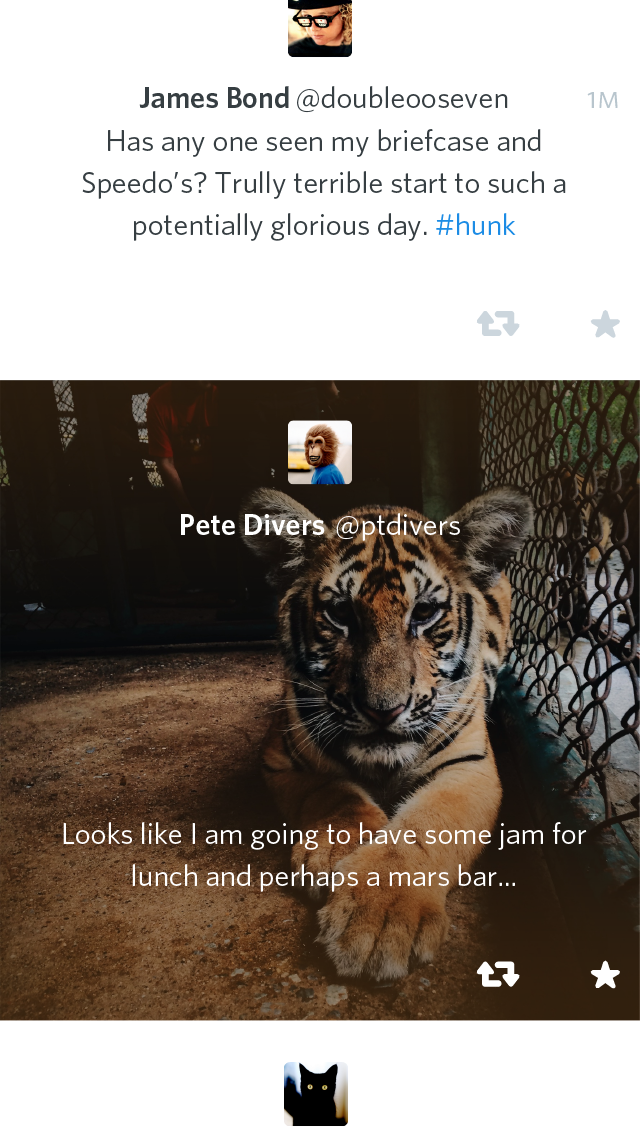 James Bond @doubleooseven 1M
Has any one seen my briefcase and
Speedo’s? Trully terrible start to such a
potentially glorious day. #hunk
Pete Divers @ptdivers
Looks like I am going to have some jam for
lunch and perhaps a mars bar...